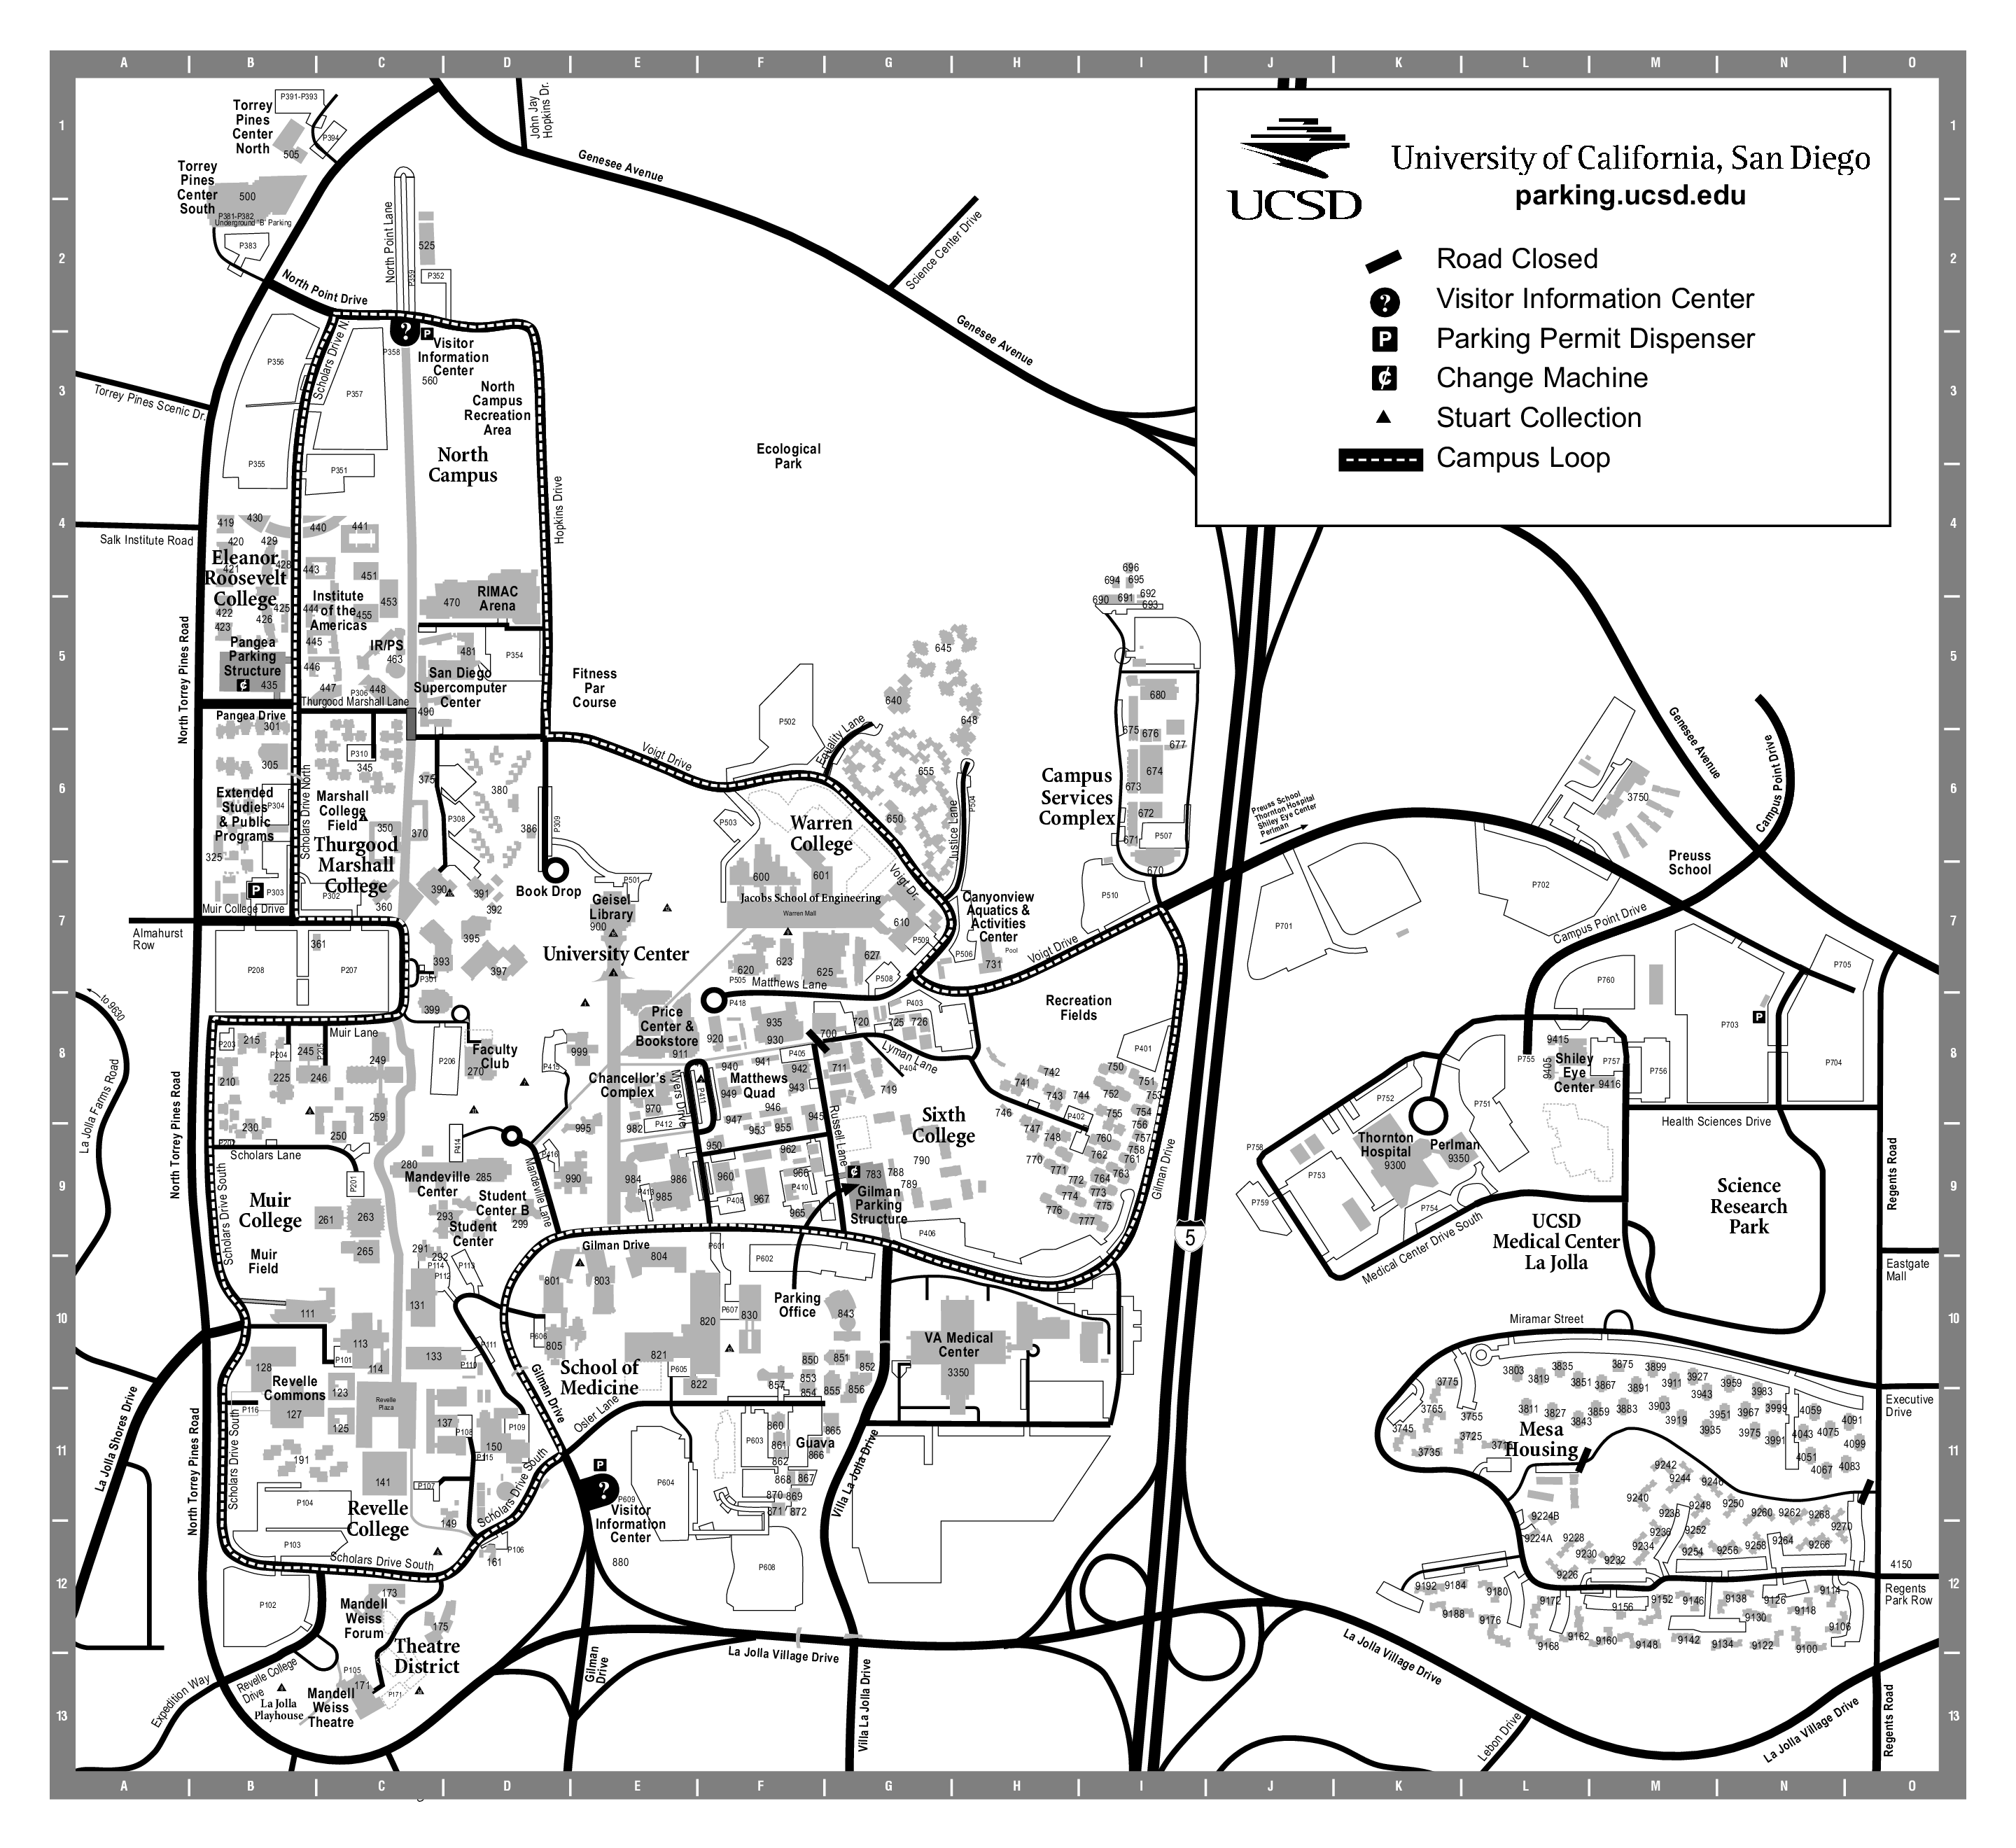 A B C D E F G H I J K L M N O
1
2
3
4
5
6
7
8
9
10
11
12
13
UCSD
University of California, San Diego
parking.ucsd.edu
Road Closed
? Visitor Information Center
P Parking Permit Dispenser
¢ Change Machine
Stuart Collection
Campus Loop
P391-P393
Torrey
Pines
Center
North
P394
505
Torrey
Pines
Center
South
500
P381-P382
Underground "B" Parking
P383
John Jay
Hopkins Dr.
Genesee Avenue
Science Center Drive
Genesee Avenue
North Point Lane
525
P359
P352
North Point Drive
Scholars Drive N.
P356
P358
Visitor
Information
Center
560
P357
North
Campus
Recreation
Area
Torrey Pines Scenic Dr.
North
Campus
P355
P351
Ecological
Park
Hopkins Drive
Salk Institute Road
419
430
440
441
420
429
Eleanor
Roosevelt
College
421
428
443
451
453
422
425
444
455
423
426
Institute
of the
Americas
470
RIMAC
Arena
Pangea
Parking
Structure
435
445
446
447
448
IR/PS
463
P306
481
P354
San Diego
Supercomputer
Center
490
Thurgood Marshall Lane
Pangea Drive
North Torrey Pines Road
Fitness
Par
Course
301
305
P310
345
375
380
386
P304
P308
P309
Extended
Studies
& Public
Programs
Scholars Drive North
Marshall
College
Field
350
370
Thurgood
Marshall
College
325
P303
P302
360
390
391
392
Book Drop
Muir College Drive
Almahurst
Row
P208
P207
361
P301
393
395
397
399
to 9630
La Jolla Farms Road
Voigt Drive
P502
Equality Lane
640
645
648
655
650
P503
Warren
College
600
601
Jacobs School of Engineering
Warren Mall
Voigt Dr.
Justice Lane
P504
P501
Geisel
Library
900
University Center
610
P509
620
623
625
627
P505
P508
P506
Matthews Lane
Canyonview
Aquatics &
Activities
Center
Pool
731
Voigt Drive
696
694
695
690
691
692
693
680
675
676
677
674
673
672
671
670
P507
P510
Campus
Services
Complex
Preuss School
Thornton Hospital
Shiley Eye Center
Perlman
P701
P702
3750
Preuss
School
Genesee Avenue
Campus Point Drive
Campus Point Drive
P705
P760
P703
P704
Muir Lane
P203
215
P204
245
P205
249
210
225
246
230
250
259
P202
Scholars Lane
P201
P206
Faculty
Club
270
P414
280
Mandeville
Center
285
Student
Center B
299
293
Student
Center
291
292
P114
P112
P113
Muir
College
Muir
Field
261
263
265
Scholars Drive South
North Torrey Pines Road
Price
Center &
Bookstore
911
P418
920
935
930
999
P415
Chancellor's
Complex
970
982
P412
Myers Drive
P411
940
941
P405
942
943
949
Matthews
Quad
946
947
945
953
955
950
995
P416
990
984
P413
985
986
960
962
966
P410
P408
967
965
Mandeville Lane
Russell Lane
700
720
725
726
P403
711
719
P404
Lyman Lane
Sixth
College
790
783
788
789
Gilman
Parking
Structure
P406
Recreation
Fields
P401
741
742
743
744
746
747
748
750
751
752
753
754
755
756
757
758
760
761
762
763
764
P402
770
771
772
773
774
775
776
777
Gilman Drive
5
9415
Shiley
Eye
Center
9405
9416
P755
P757
P756
P752
P751
P753
P754
P758
P759
Thornton
Hospital
9300
Perlman
9350
Health Sciences Drive
Regents Road
Science
Research
Park
UCSD
Medical Center
La Jolla
Medical Center Drive South
Eastgate
Mall
Gilman Drive
801
803
804
P601
P602
Parking
Office
P607
820
830
843
805
P606
821
P605
822
School of
Medicine
Gilman Drive
Osler Lane
850
851
852
853
854
855
856
857
VA Medical
Center
3350
860
861
862
865
Guava
866
867
868
869
870
871
872
P603
P604
P609
P608
Visitor
Information
Center
880
Villa La Jolla Drive
111
113
114
P101
131
133
P111
P110
128
Revelle
Commons
127
123
125
P116
Revelle
Plaza
137
P108
P109
150
P115
191
141
P107
P104
149
Revelle
College
P103
161
P106
Scholars Drive South
Scholars Drive South
Scholars Drive South
La Jolla Shores Drive
North Torrey Pines Road
P102
173
Mandell
Weiss
Forum
175
Theatre
District
P105
171
P171
Mandell
Weiss
Theatre
La Jolla
Playhouse
Revelle College
Drive
Expedition Way
Gilman
Drive
La Jolla Village Drive
Villa La Jolla Drive
La Jolla Village Drive
Lebon Drive
La Jolla Village Drive
Regents Road
Miramar Street
Executive
Drive
Mesa
Housing
3803
3835
3875
3899
3819
3851
3867
3891
3911
3927
3943
3959
3983
3775
3765
3755
3745
3735
3725
3811
3827
3843
3859
3883
3903
3919
3935
3951
3967
3975
3991
3999
4059
4043
4075
4091
4099
4051
4067
4083
9242
9244
9246
9240
9238
9248
9250
9260
9262
9268
9270
9224B
9224A
9228
9236
9252
9230
9232
9234
9254
9256
9258
9264
9266
9226
4150
Regents
Park Row
9192
9184
9180
9188
9176
9172
9168
9162
9160
9156
9152
9148
9146
9142
9138
9134
9130
9126
9122
9118
9114
9106
9100
A B C D E F G H I J K L M N O